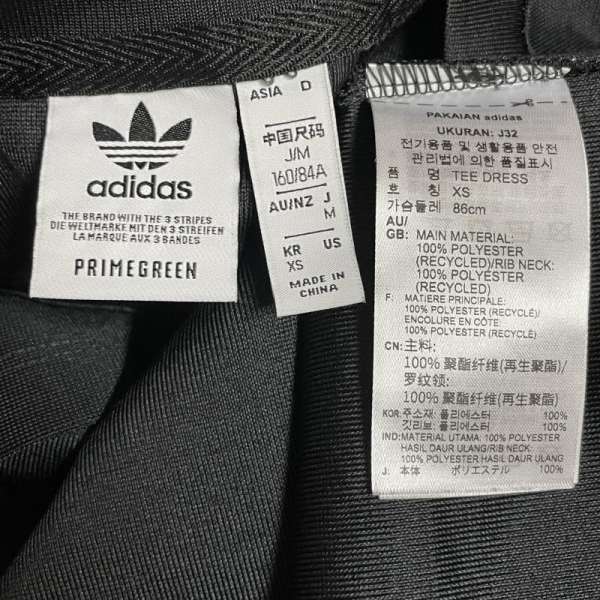 adidas
THE BRAND WITH THE 3 STRIPES
DIE WELTMARKE MIT DEN 3 STREIFEN
LA MARQUE AUX 3 BANDES
PRIMEGREEN
ASIA D
中国尺码
J/M
160/84A
AU/NZ J
M
KR US
XS
MADE IN
CHINA
PAKAIAN adidas
UKURAN: J32
전기용품 및 생활용품 안전
관리법에 의한 품질표시
품 명 TEE DRESS
호 칭 XS
가슴둘레 86cm
AU/
GB: MAIN MATERIAL:
100% POLYESTER
(RECYCLED)/RIB NECK:
100% POLYESTER
(RECYCLED)
F: MATIERE PRINCIPALE:
100% POLYESTER (RECYCLÉ)/
ENCOLURE EN CÔTE:
100% POLYESTER (RECYCLÉ)
CN: 主料:
100% 聚酯纤维(再生聚酯)/
罗纹领:
100% 聚酯纤维(再生聚酯)
KOR: 주소재: 폴리에스터 100%
깃리브: 폴리에스터 100%
IND: MATERIAL UTAMA: 100% POLYESTER
HASIL DAUR ULANG/RIB NECK:
100% POLYESTER HASIL DAUR ULANG
J: 本体 ポリエステル 100%